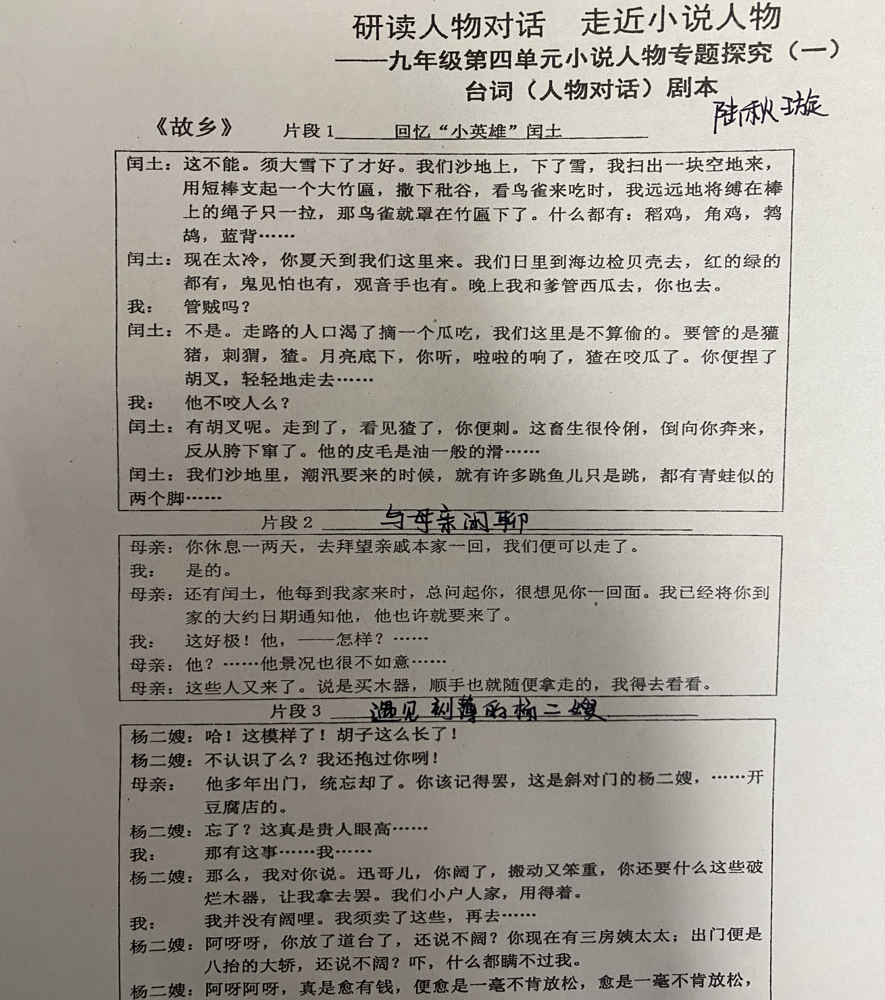 研读人物对话 走近小说人物
——九年级第四单元小说人物专题探究（一）
台词（人物对话）剧本
陆秋璇
《故乡》 片段1 回忆“小英雄”闰土
闰土：这不能。须大雪下了才好。我们沙地上，下了雪，我扫出一块空地来，
用短棒支起一个大竹匾，撒下秕谷，看鸟雀来吃时，我远远地将缚在棒
上的绳子只一拉，那鸟雀就罩在竹匾下了。什么都有：稻鸡，角鸡，鹁
鸪，蓝背……
闰土：现在太冷，你夏天到我们这里来。我们日里到海边检贝壳去，红的绿的
都有，鬼见怕也有，观音手也有。晚上我和爹管西瓜去，你也去。
我： 管贼吗？
闰土：不是。走路的人口渴了摘一个瓜吃，我们这里是不算偷的。要管的是獾
猪，刺猬，猹。月亮底下，你听，啦啦的响了，猹在咬瓜了。你便捏了
胡叉，轻轻地走去……
我： 他不咬人么？
闰土：有胡叉呢。走到了，看见猹了，你便刺。这畜生很伶俐，倒向你奔来，
反从胯下窜了。他的皮毛是油一般的滑……
闰土：我们沙地里，潮汛要来的时候，就有许多跳鱼儿只是跳，都有青蛙似的
两个脚……
片段2 与母亲闲聊
母亲：你休息一两天，去拜望亲戚本家一回，我们便可以走了。
我： 是的。
母亲：还有闰土，他每到我家来时，总问起你，很想见你一回面。我已经将你到
家的大约日期通知他，他也许就要来了。
我： 这好极！他，——怎样？……
母亲：他？……他景况也很不如意……
母亲：这些人又来了。说是买木器，顺手也就随便拿走的，我得去看看。
片段3 遇见刻薄的杨二嫂
杨二嫂：哈！这模样了！胡子这么长了！
杨二嫂：不认识了么？我还抱过你咧！
母亲： 他多年出门，统忘却了。你该记得罢，这是斜对门的杨二嫂，……开
豆腐店的。
杨二嫂：忘了？这真是贵人眼高……
我： 那有这事……我……
杨二嫂：那么，我对你说。迅哥儿，你阔了，搬动又笨重，你还要什么这些破
烂木器，让我拿去罢。我们小户人家，用得着。
我： 我并没有阔哩。我须卖了这些，再去……
杨二嫂：阿呀呀，你放了道台了，还说不阔？你现在有三房姨太太；出门便是
八抬的大轿，还说不阔？吓，什么都瞒不过我。
杨二嫂：阿呀阿呀，真是愈有钱，便愈是一毫不肯放松，愈是一毫不肯放松，